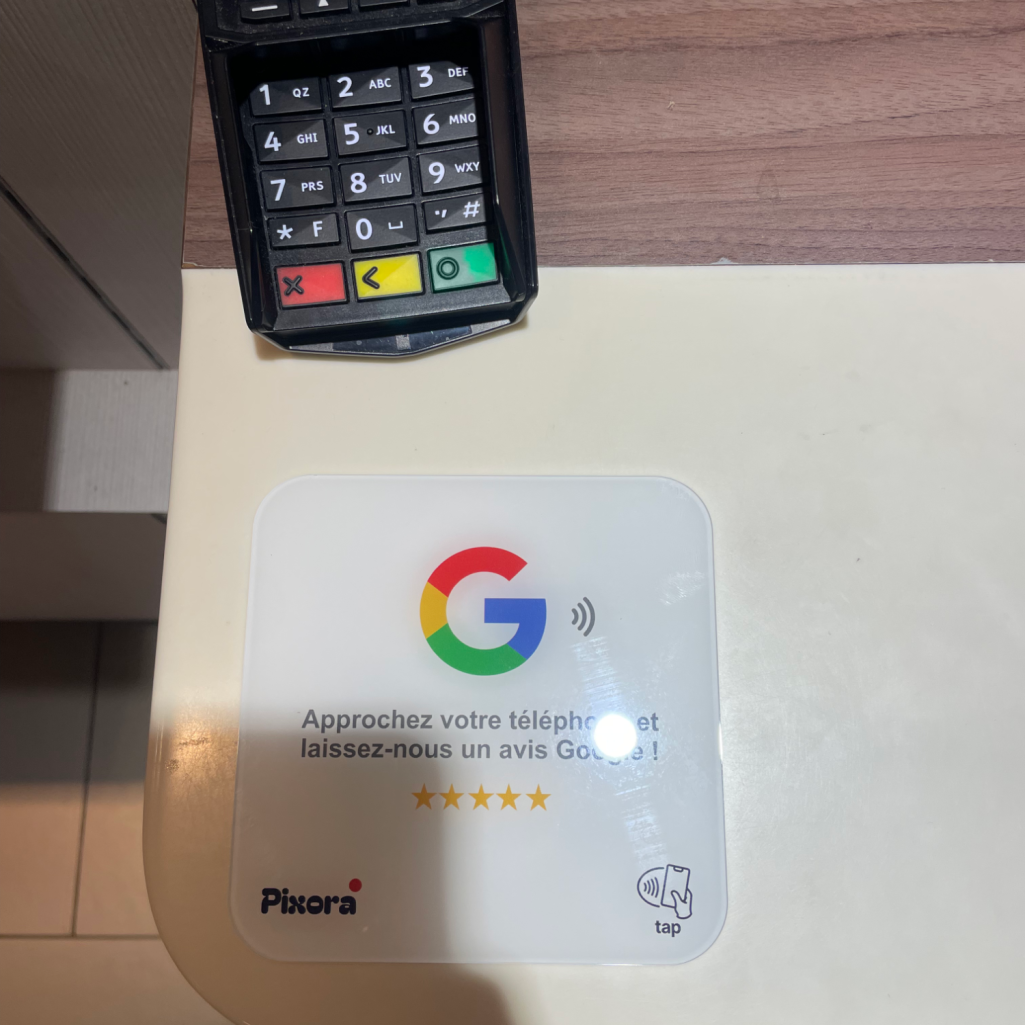 1 QZ 2 ABC 3 DEF
4 GHI 5 JKL 6 MNO
7 PRS 8 TUV 9 WXY
* F 0 ., #
Approchez votre et
laissez-nous un avis Google !
Pixora
tap